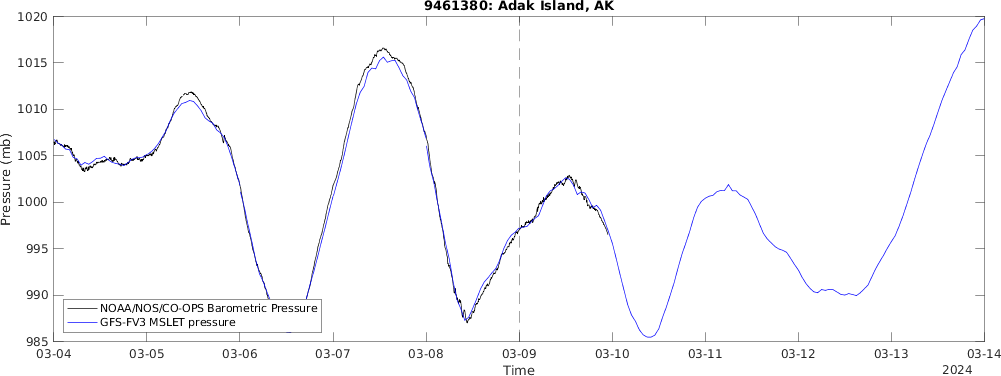 9461380: Adak Island, AK
1020
1015
1010
1005
1000
995
990
985
Pressure (mb)
NOAA/NOS/CO-OPS Barometric Pressure
GFS-FV3 MSLET pressure
03-04 03-05 03-06 03-07 03-08 03-09 03-10 03-11 03-12 03-13 03-14
Time
2024